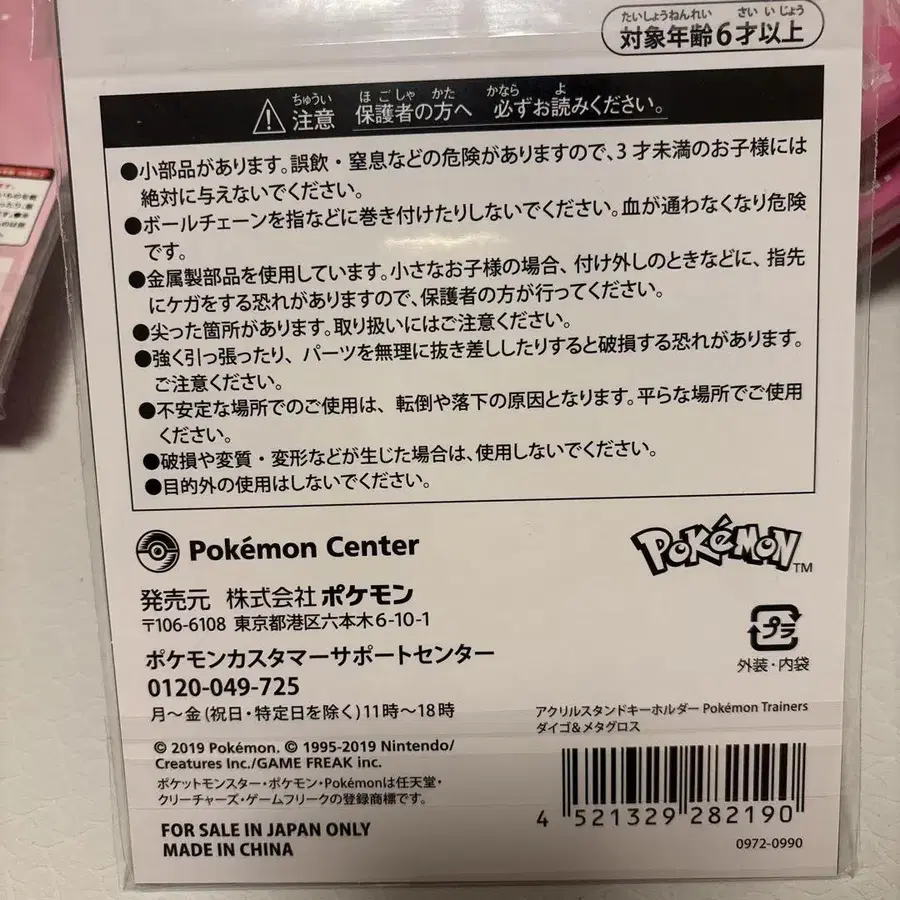 たいしょうねんれい さい いじょう
対象年齢6才以上
ちゅうい ほごしゃ かた かなら よ
⚠注意 保護者の方へ 必ずお読みください。
●小部品があります。誤飲・窒息などの危険がありますので、3才未満のお子様には
絶対に与えないでください。
●ボールチェーンを指などに巻き付けたりしないでください。血が通わなくなり危険
です。
●金属製部品を使用しています。小さなお子様の場合、付け外しのときなどに、指先
にケガをする恐れがありますので、保護者の方が行ってください。
●尖った箇所があります。取り扱いにはご注意ください。
●強く引っ張ったり、パーツを無理に抜き差ししたりすると破損する恐れがあります。
ご注意ください。
●不安定な場所でのご使用は、転倒や落下の原因となります。平らな場所でご使用
ください。
●破損や変質・変形などが生じた場合は、使用しないでください。
●目的外の使用はしないでください。
Pokémon Center
POKÉMON TM
発売元 株式会社ポケモン
〒106-6108 東京都港区六本木6-10-1
プラ
外装・内袋
ポケモンカスタマーサポートセンター
0120-049-725
月～金(祝日・特定日を除く)11時～18時
アクリルスタンドキーホルダー Pokémon Trainers
ダイゴ&メタグロス
© 2019 Pokémon. © 1995-2019 Nintendo/
Creatures Inc./GAME FREAK inc.
ポケットモンスター・ポケモン・Pokémonは任天堂・
クリーチャーズ・ゲームフリークの登録商標です。
4 521329 282190
0972-0990
FOR SALE IN JAPAN ONLY
MADE IN CHINA